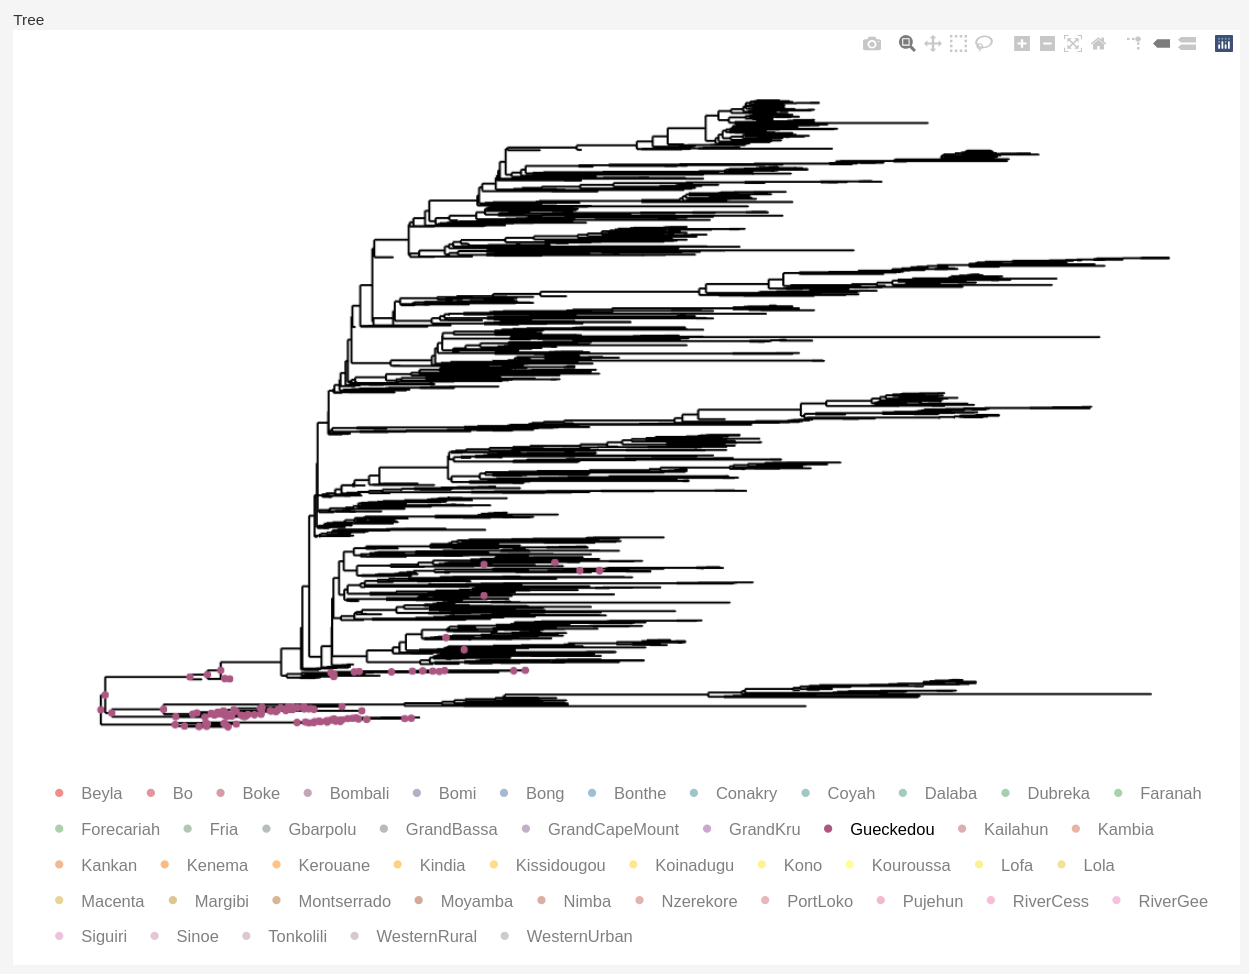 Tree
Beyla Bo Boke Bombali Bomi Bong Bonthe Conakry Coyah Dalaba Dubreka Faranah
Forecariah Fria Gbarpolu GrandBassa GrandCapeMount GrandKru Gueckedou Kailahun Kambia
Kankan Kenema Kerouane Kindia Kissidougou Koinadugu Kono Kouroussa Lofa Lola
Macenta Margibi Montserrado Moyamba Nimba Nzerekore PortLoko Pujehun RiverCess RiverGee
Siguiri Sinoe Tonkolili WesternRural WesternUrban